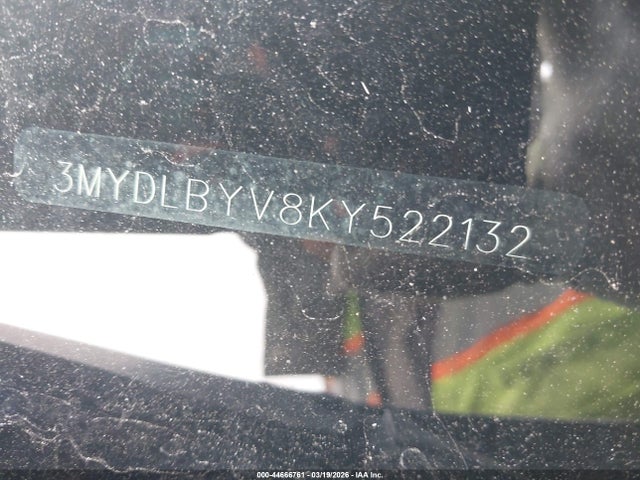 3MYDLBYV8KY522132
000-44666761 - 03/19/2026 - IAA Inc.